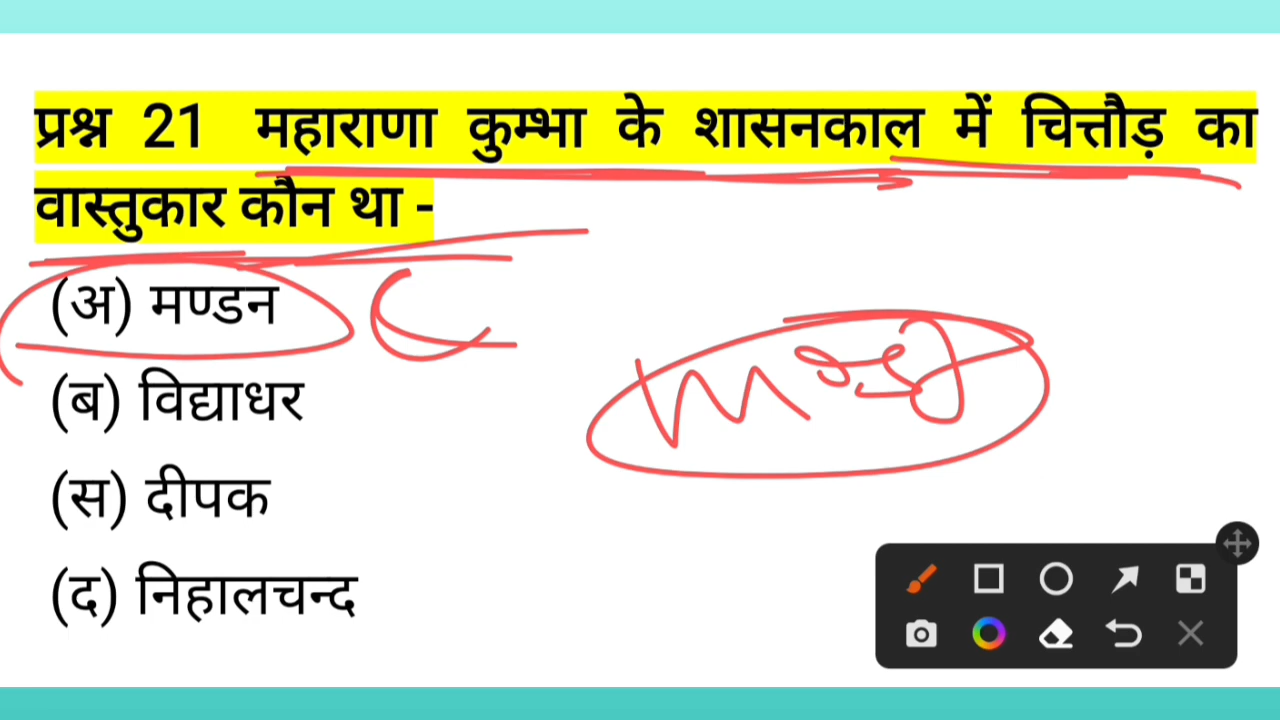 प्रश्न 21 महाराणा कुम्भा के शासनकाल में चित्तौड़ का
वास्तुकार कौन था -
(अ) मण्डन
(ब) विद्याधर
(स) दीपक
(द) निहालचन्द